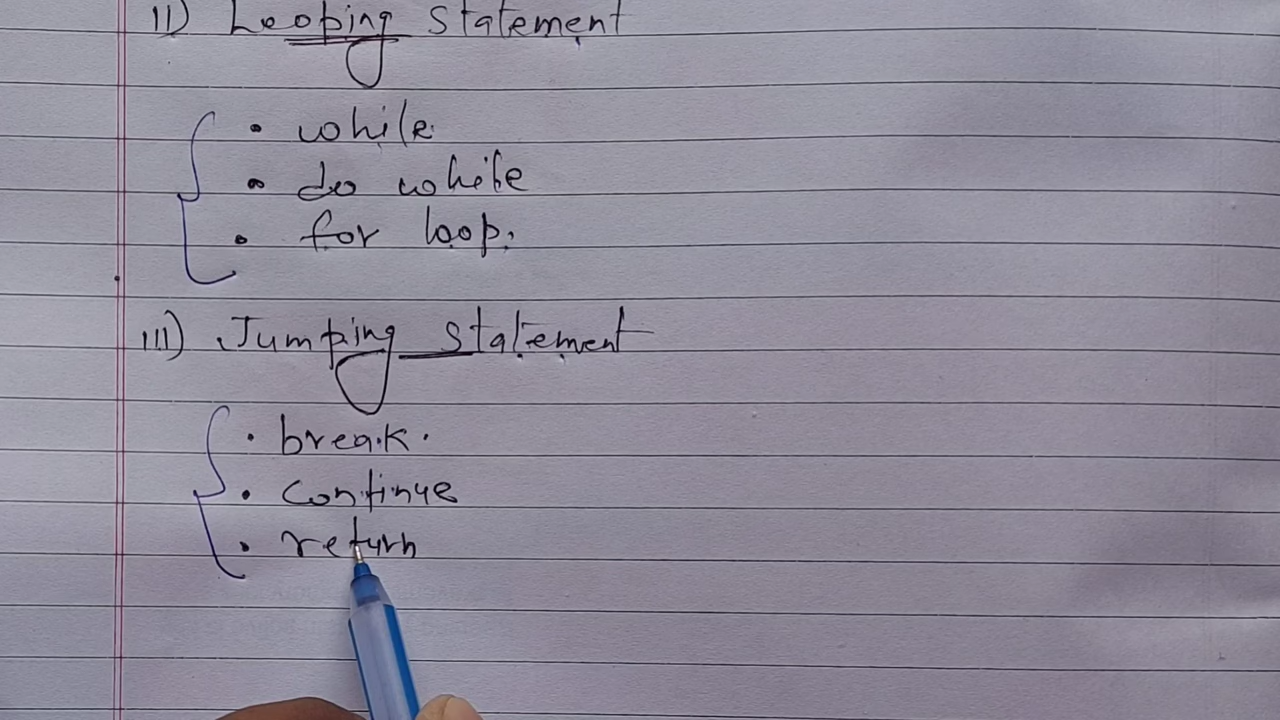 II) Looping Statement
• while
• do while
• for loop.
III) Jumping statement
• break.
• continue
• return